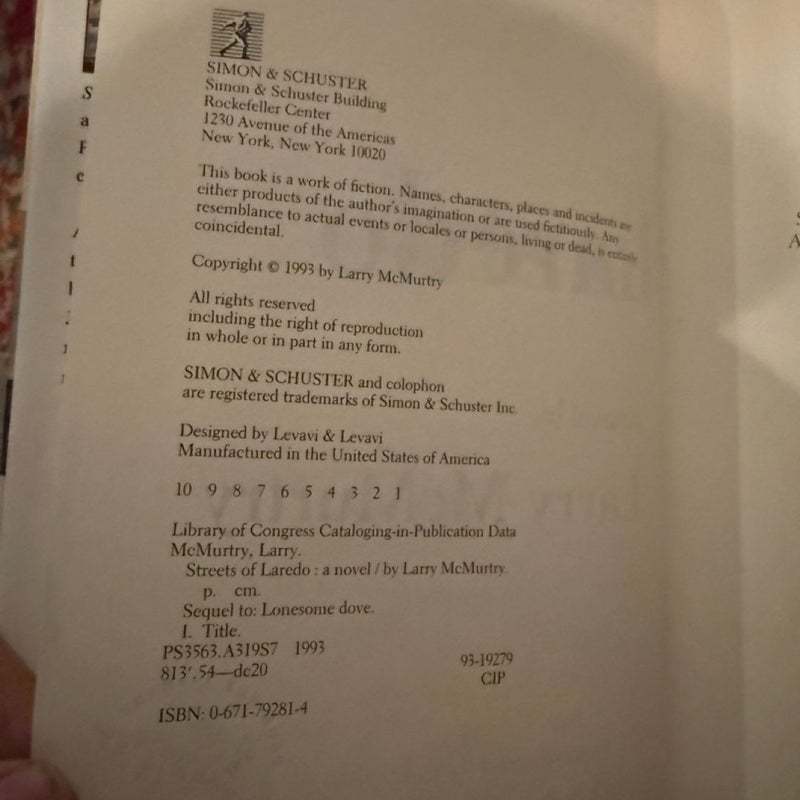 SIMON & SCHUSTER
Simon & Schuster Building
Rockefeller Center
1230 Avenue of the Americas
New York, New York 10020
This book is a work of fiction. Names, characters, places and incidents are
either products of the author's imagination or are used fictitiously. Any
resemblance to actual events or locales or persons, living or dead, is entirely
coincidental.
Copyright © 1993 by Larry McMurtry
All rights reserved
including the right of reproduction
in whole or in part in any form.
SIMON & SCHUSTER and colophon
are registered trademarks of Simon & Schuster Inc.
Designed by Levavi & Levavi
Manufactured in the United States of America
10 9 8 7 6 5 4 3 2 1
Library of Congress Cataloging-in-Publication Data
McMurtry, Larry.
Streets of Laredo : a novel / by Larry McMurtry.
p. cm.
Sequel to: Lonesome dove.
I. Title.
PS3563.A319S7 1993
813'.54—dc20
93-19279
CIP
ISBN: 0-671-79281-4